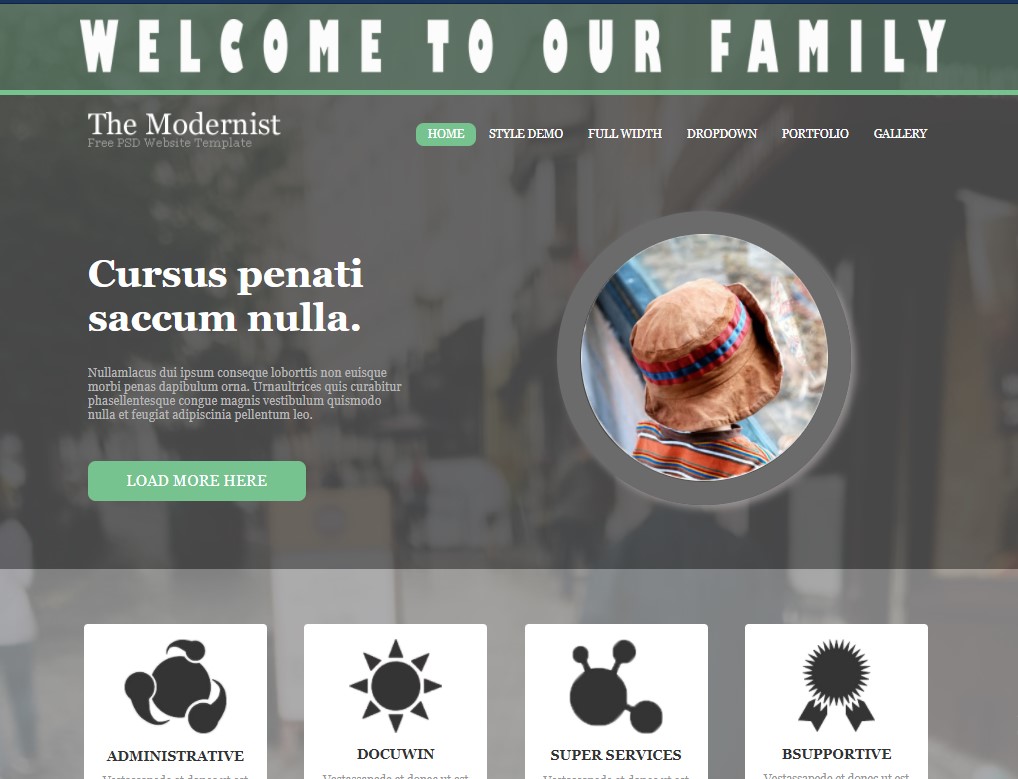 WELCOME TO OUR FAMILY
The Modernist
Free PSD Website Template
HOME STYLE DEMO FULL WIDTH DROPDOWN PORTFOLIO GALLERY
Cursus penati
saccum nulla.
Nullamlacus dui ipsum conseque loborttis non euisque
morbi penas dapibulum orna. Urnaultrices quis curabitur
phasellentesque congue magnis vestibulum quismodo
nulla et feugiat adipiscinia pellentum leo.
LOAD MORE HERE
ADMINISTRATIVE DOCUWIN SUPER SERVICES BSUPPORTIVE